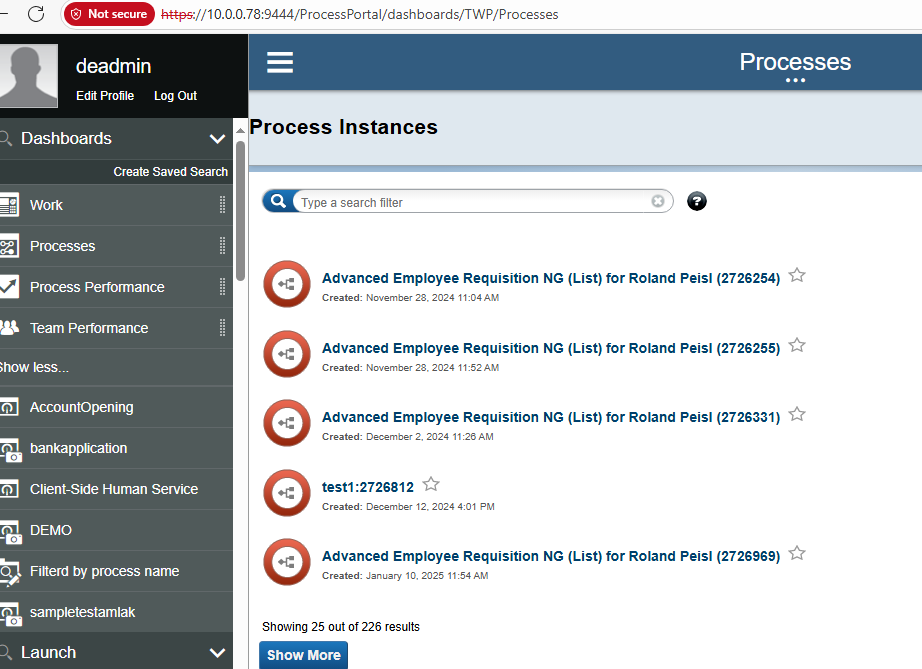 Not secure https://10.0.0.78:9444/ProcessPortal/dashboards/TWP/Processes
deadmin
Edit Profile Log Out
Dashboards
Create Saved Search
Work
Processes
Process Performance
Team Performance
Show less...
AccountOpening
bankapplication
Client-Side Human Service
DEMO
Filterd by process name
sampletestamlak
Launch
Processes
Process Instances
Type a search filter
?
Advanced Employee Requisition NG (List) for Roland Peisl (2726254)
Created: November 28, 2024 11:04 AM
Advanced Employee Requisition NG (List) for Roland Peisl (2726255)
Created: November 28, 2024 11:52 AM
Advanced Employee Requisition NG (List) for Roland Peisl (2726331)
Created: December 2, 2024 11:26 AM
test1:2726812
Created: December 12, 2024 4:01 PM
Advanced Employee Requisition NG (List) for Roland Peisl (2726969)
Created: January 10, 2025 11:54 AM
Showing 25 out of 226 results
Show More